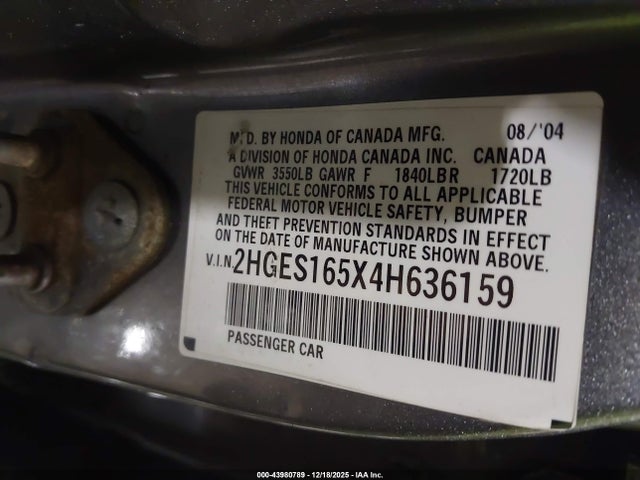 MFD. BY HONDA OF CANADA MFG. 08/'04
A DIVISION OF HONDA CANADA INC. CANADA
GVWR 3550LB GAWR F 1840LB R 1720LB
THIS VEHICLE CONFORMS TO ALL APPLICABLE
FEDERAL MOTOR VEHICLE SAFETY, BUMPER
AND THEFT PREVENTION STANDARDS IN EFFECT
ON THE DATE OF MANUFACTURE SHOWN ABOVE.
V.I.N. 2HGES165X4H636159
PASSENGER CAR
000-43980789 - 12/18/2025 - IAA Inc.